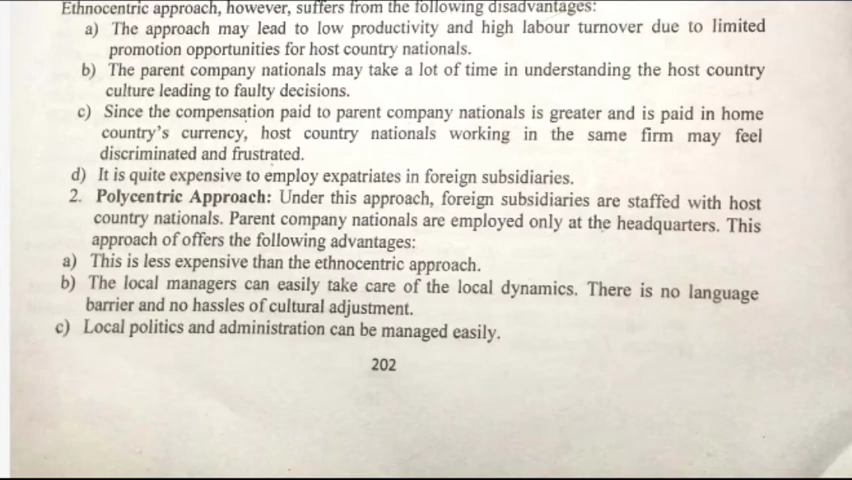 Ethnocentric approach, however, suffers from the following disadvantages:
a) The approach may lead to low productivity and high labour turnover due to limited
promotion opportunities for host country nationals.
b) The parent company nationals may take a lot of time in understanding the host country
culture leading to faulty decisions.
c) Since the compensation paid to parent company nationals is greater and is paid in home
country's currency, host country nationals working in the same firm may feel
discriminated and frustrated.
d) It is quite expensive to employ expatriates in foreign subsidiaries.
2. Polycentric Approach: Under this approach, foreign subsidiaries are staffed with host
country nationals. Parent company nationals are employed only at the headquarters. This
approach of offers the following advantages:
a) This is less expensive than the ethnocentric approach.
b) The local managers can easily take care of the local dynamics. There is no language
barrier and no hassles of cultural adjustment.
c) Local politics and administration can be managed easily.
202